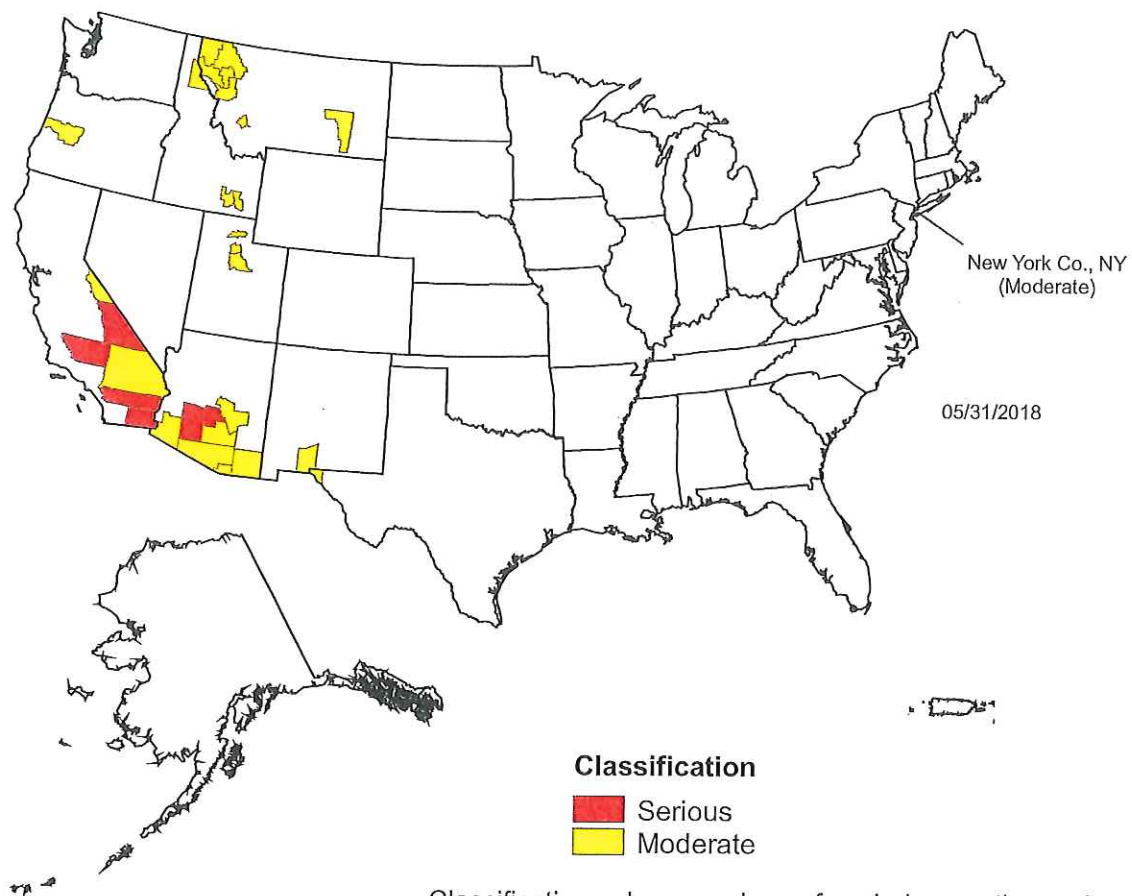 New York Co., NY
(Moderate)
05/31/2018
Classification
Serious
Moderate